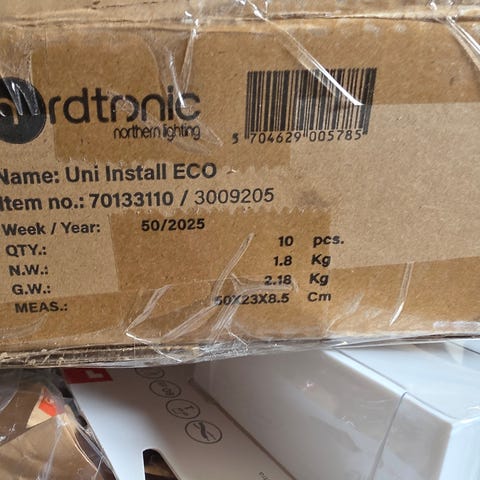 nordtronic
northern lighting
5 704629 005785
Name: Uni Install ECO
Item no.: 70133110 / 3009205
Week / Year: 50/2025
QTY.: 10 pcs.
N.W.: 1.8 Kg
G.W.: 2.18 Kg
MEAS.: 50X23X8.5 Cm